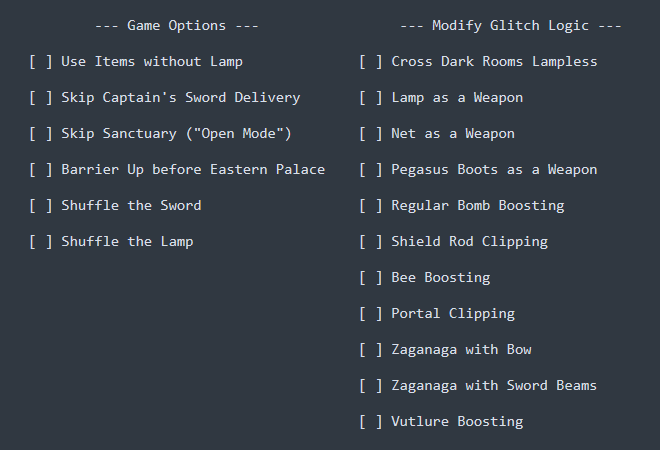 --- Game Options ---
[ ] Use Items without Lamp
[ ] Skip Captain's Sword Delivery
[ ] Skip Sanctuary ("Open Mode")
[ ] Barrier Up before Eastern Palace
[ ] Shuffle the Sword
[ ] Shuffle the Lamp
--- Modify Glitch Logic ---
[ ] Cross Dark Rooms Lampless
[ ] Lamp as a Weapon
[ ] Net as a Weapon
[ ] Pegasus Boots as a Weapon
[ ] Regular Bomb Boosting
[ ] Shield Rod Clipping
[ ] Bee Boosting
[ ] Portal Clipping
[ ] Zaganaga with Bow
[ ] Zaganaga with Sword Beams
[ ] Vutlure Boosting